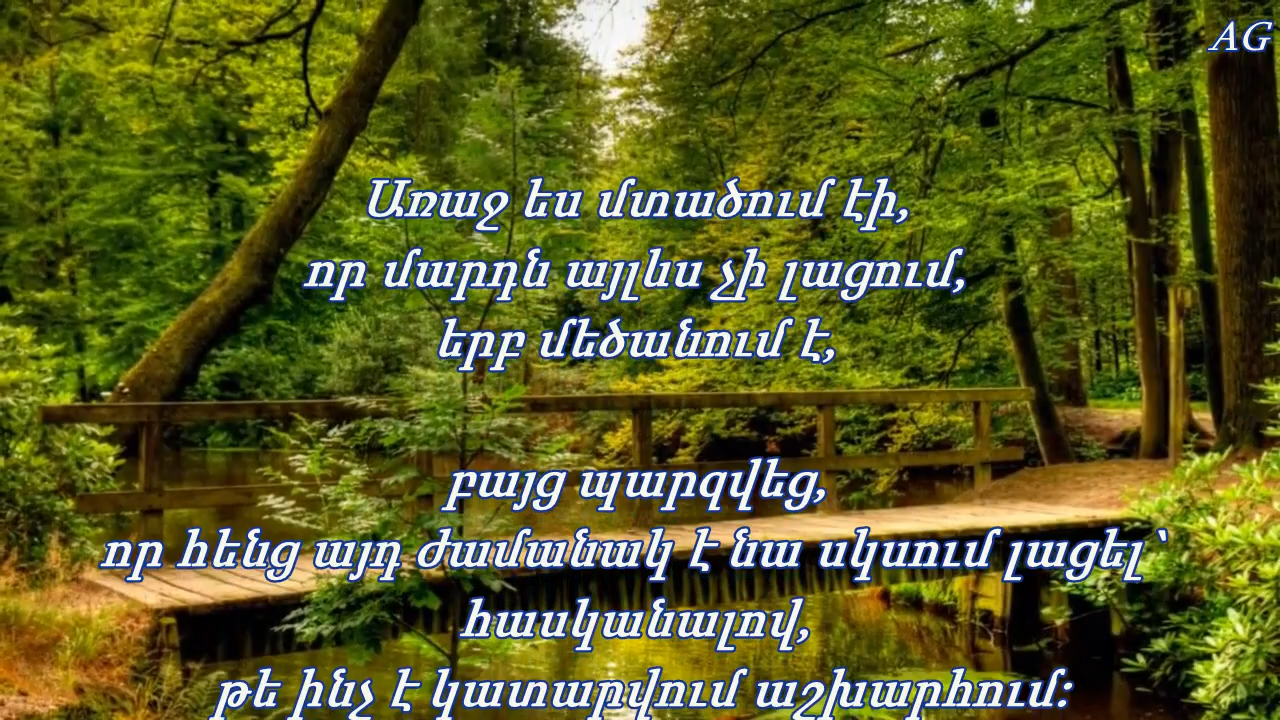 AG
Առաջ ես մտածում էի,
որ մարդն այլևս չի լացում,
երբ մեծանում է,
բայց պարզվեց,
որ հենց այդ ժամանակ է նա սկսում լացել՝
հասկանալով,
թե ինչ է կատարվում աշխարհում: